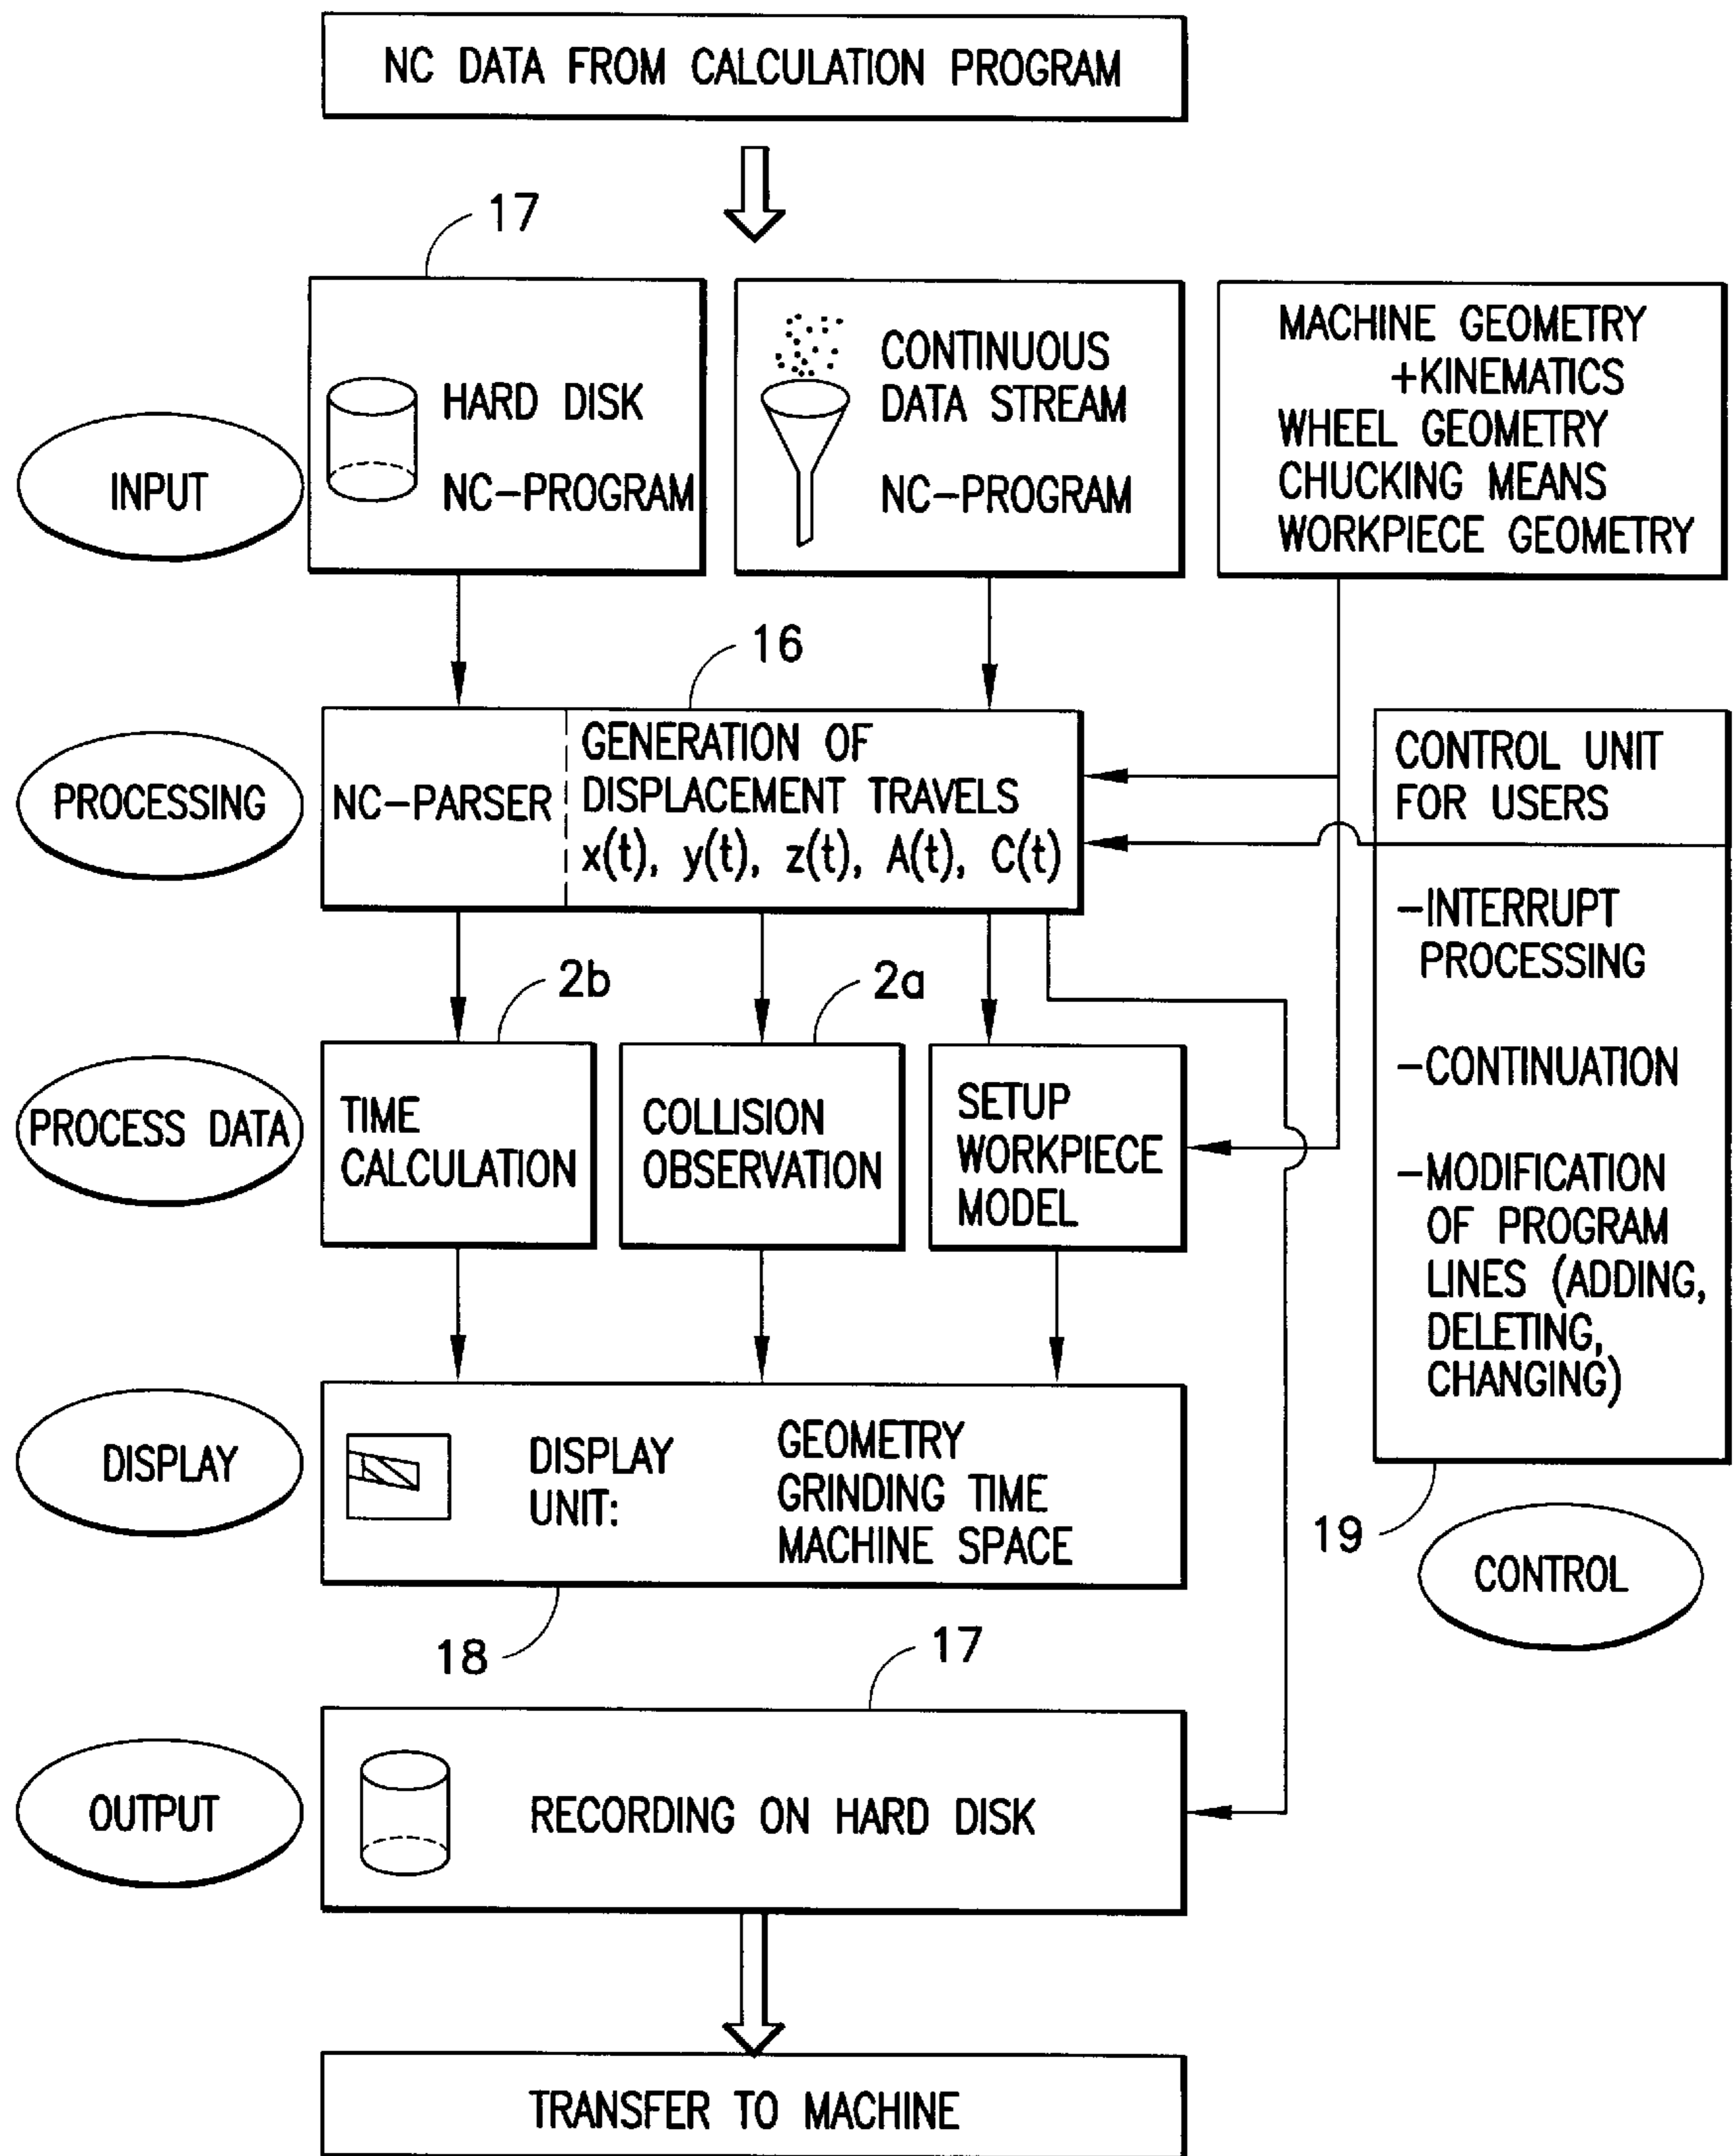 NC DATA FROM CALCULATION PROGRAM
17
INPUT
HARD DISK
NC-PROGRAM
CONTINUOUS
DATA STREAM
NC-PROGRAM
MACHINE GEOMETRY
+KINEMATICS
WHEEL GEOMETRY
CHUCKING MEANS
WORKPIECE GEOMETRY
16
PROCESSING
NC-PARSER
GENERATION OF
DISPLACEMENT TRAVELS
x(t), y(t), z(t), A(t), C(t)
CONTROL UNIT
FOR USERS
-INTERRUPT
PROCESSING
-CONTINUATION
-MODIFICATION
OF PROGRAM
LINES (ADDING,
DELETING,
CHANGING)
19
CONTROL
2b
2a
PROCESS DATA
TIME
CALCULATION
COLLISION
OBSERVATION
SETUP
WORKPIECE
MODEL
DISPLAY
DISPLAY
UNIT:
GEOMETRY
GRINDING TIME
MACHINE SPACE
18
17
OUTPUT
RECORDING ON HARD DISK
TRANSFER TO MACHINE